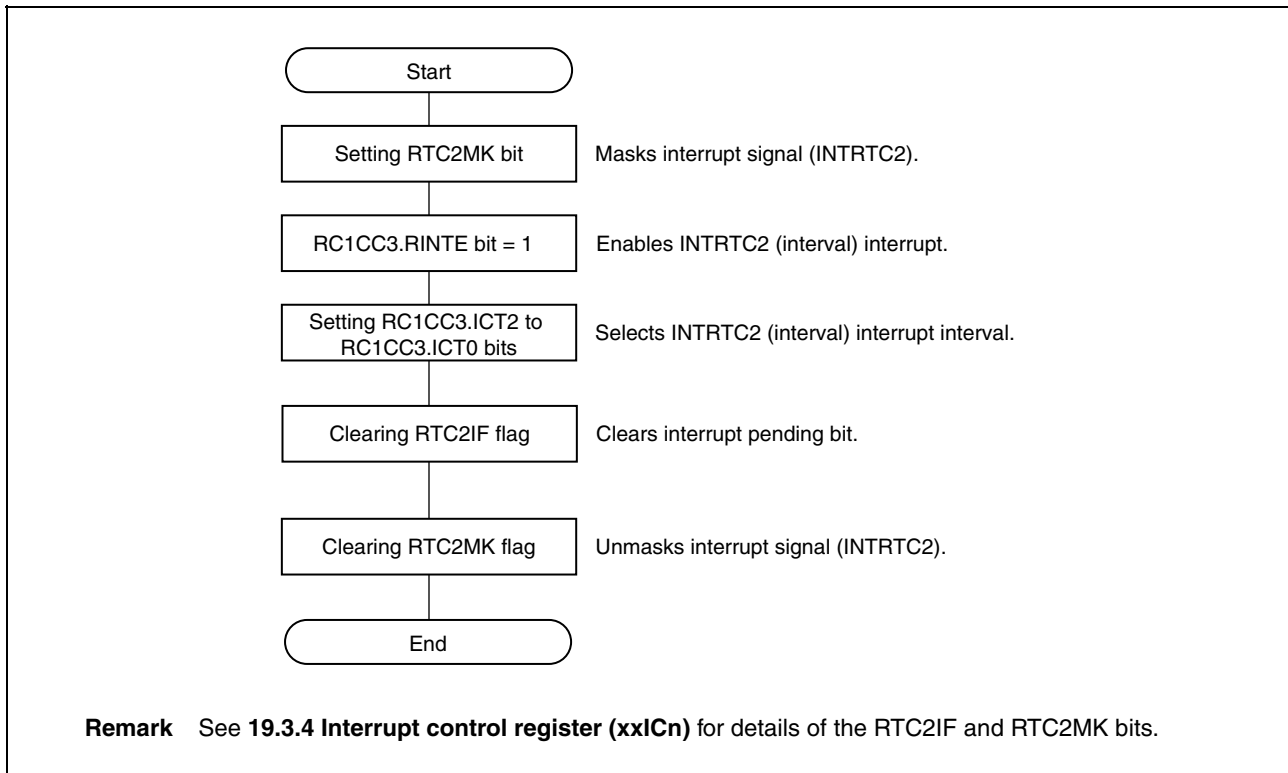 Start
Setting RTC2MK bit
Masks interrupt signal (INTRTC2).
RC1CC3.RINTE bit = 1
Enables INTRTC2 (interval) interrupt.
Setting RC1CC3.ICT2 to
RC1CC3.ICT0 bits
Selects INTRTC2 (interval) interrupt interval.
Clearing RTC2IF flag
Clears interrupt pending bit.
Clearing RTC2MK flag
Unmasks interrupt signal (INTRTC2).
End
Remark See 19.3.4 Interrupt control register (xxICn) for details of the RTC2IF and RTC2MK bits.